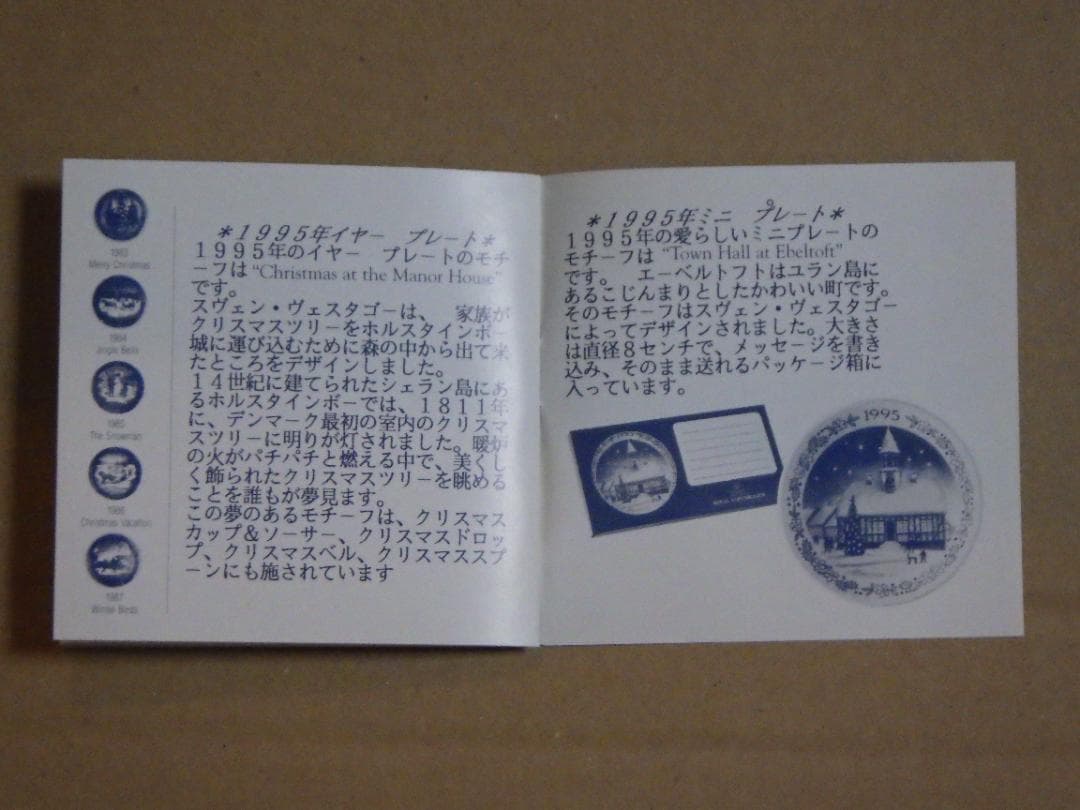 1983
Merry Christmas
1984
Jingle Bells
1985
The Snowman
1986
Christmas Vacation
1987
Winter Birds
＊１９９５年イヤー　プレート＊
１９９５年のイヤー　プレートのモチ
ーフは “Christmas at the Manor House”
です。
スヴェン・ヴェスタゴーは、　家族が
クリスマスツリーをホルスタインボー
城に運び込むために森の中から出て来
たところをデザインしました。
１４世紀に建てられたシェラン島にあ
るホルスタインボーでは、１８１１年
に、デンマーク最初の室内のクリスマ
スツリーに明りが灯されました。暖炉
の火がパチパチと燃える中で、美くし
く飾られたクリスマスツリーを眺める
ことを誰もが夢見ます。
この夢のあるモチーフは、クリスマス
カップ＆ソーサー、クリスマスドロッ
プ、クリスマスベル、クリスマススプ
ーンにも施されています
＊１９９５年ミニ　プレート＊
１９９５年の愛らしいミニプレートの
モチーフは “Town Hall at Ebeltoft”
です。　エーベルトフトはユラン島に
あるこじんまりとしたかわいい町です。
そのモチーフはスヴェン・ヴェスタゴー
によってデザインされました。大きさ
は直径８センチで、メッセージを書き
込み、そのまま送れるパッケージ箱に
入っています。
1995